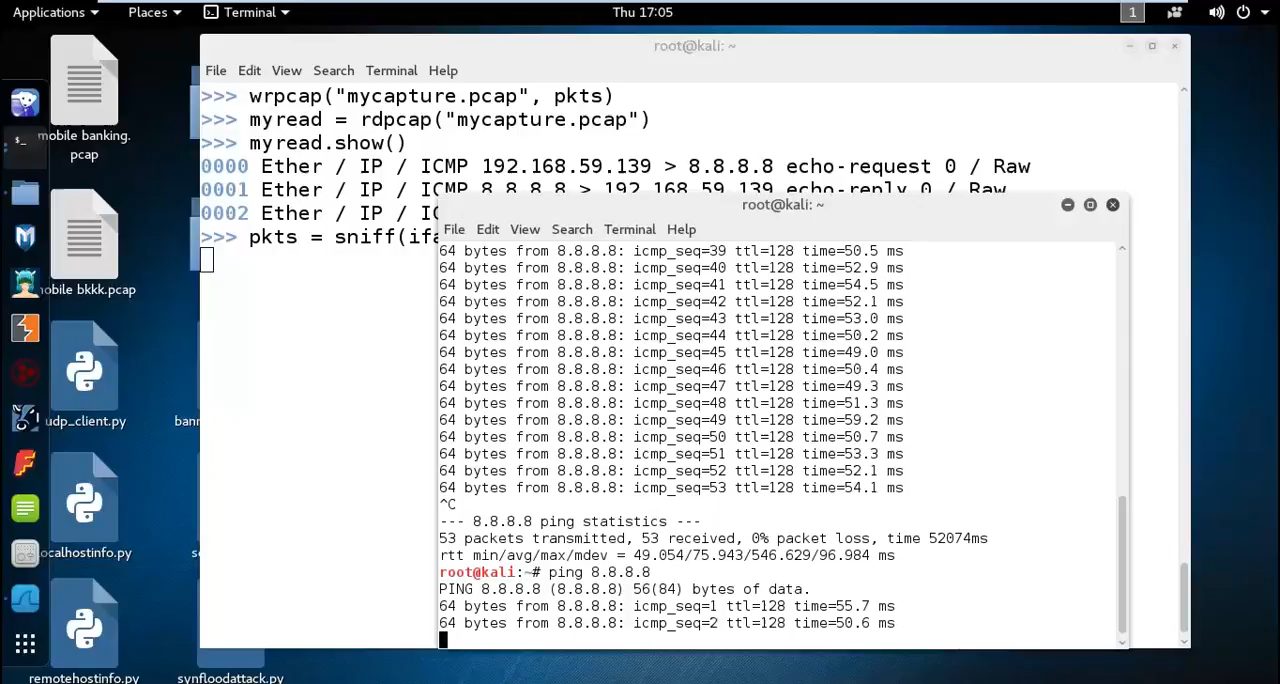 Applications Places Terminal Thu 17:05 1
root@kali: ~
File Edit View Search Terminal Help
>>> wrpcap("mycapture.pcap", pkts)
>>> myread = rdpcap("mycapture.pcap")
>>> myread.show()
0000 Ether / IP / ICMP 192.168.59.139 > 8.8.8.8 echo-request 0 / Raw
0001 Ether / IP / ICMP 8.8.8.8 > 192.168.59.139 echo-reply 0 / Raw
0002 Ether / IP /
>>> pkts = sniff(
root@kali: ~
File Edit View Search Terminal Help
64 bytes from 8.8.8.8: icmp_seq=39 ttl=128 time=50.5 ms
64 bytes from 8.8.8.8: icmp_seq=40 ttl=128 time=52.9 ms
64 bytes from 8.8.8.8: icmp_seq=41 ttl=128 time=54.5 ms
64 bytes from 8.8.8.8: icmp_seq=42 ttl=128 time=52.1 ms
64 bytes from 8.8.8.8: icmp_seq=43 ttl=128 time=53.0 ms
64 bytes from 8.8.8.8: icmp_seq=44 ttl=128 time=50.2 ms
64 bytes from 8.8.8.8: icmp_seq=45 ttl=128 time=49.0 ms
64 bytes from 8.8.8.8: icmp_seq=46 ttl=128 time=50.4 ms
64 bytes from 8.8.8.8: icmp_seq=47 ttl=128 time=49.3 ms
64 bytes from 8.8.8.8: icmp_seq=48 ttl=128 time=51.3 ms
64 bytes from 8.8.8.8: icmp_seq=49 ttl=128 time=59.2 ms
64 bytes from 8.8.8.8: icmp_seq=50 ttl=128 time=50.7 ms
64 bytes from 8.8.8.8: icmp_seq=51 ttl=128 time=53.3 ms
64 bytes from 8.8.8.8: icmp_seq=52 ttl=128 time=52.1 ms
64 bytes from 8.8.8.8: icmp_seq=53 ttl=128 time=54.1 ms
^C
--- 8.8.8.8 ping statistics ---
53 packets transmitted, 53 received, 0% packet loss, time 52074ms
rtt min/avg/max/mdev = 49.054/75.943/546.629/96.984 ms
root@kali:~# ping 8.8.8.8
PING 8.8.8.8 (8.8.8.8) 56(84) bytes of data.
64 bytes from 8.8.8.8: icmp_seq=1 ttl=128 time=55.7 ms
64 bytes from 8.8.8.8: icmp_seq=2 ttl=128 time=50.6 ms
mobile banking.
pcap
mobile bkkk.pcap
udp_client.py
ban
localhostinfo.py
remotehostinfo.py
synfloodattack.py